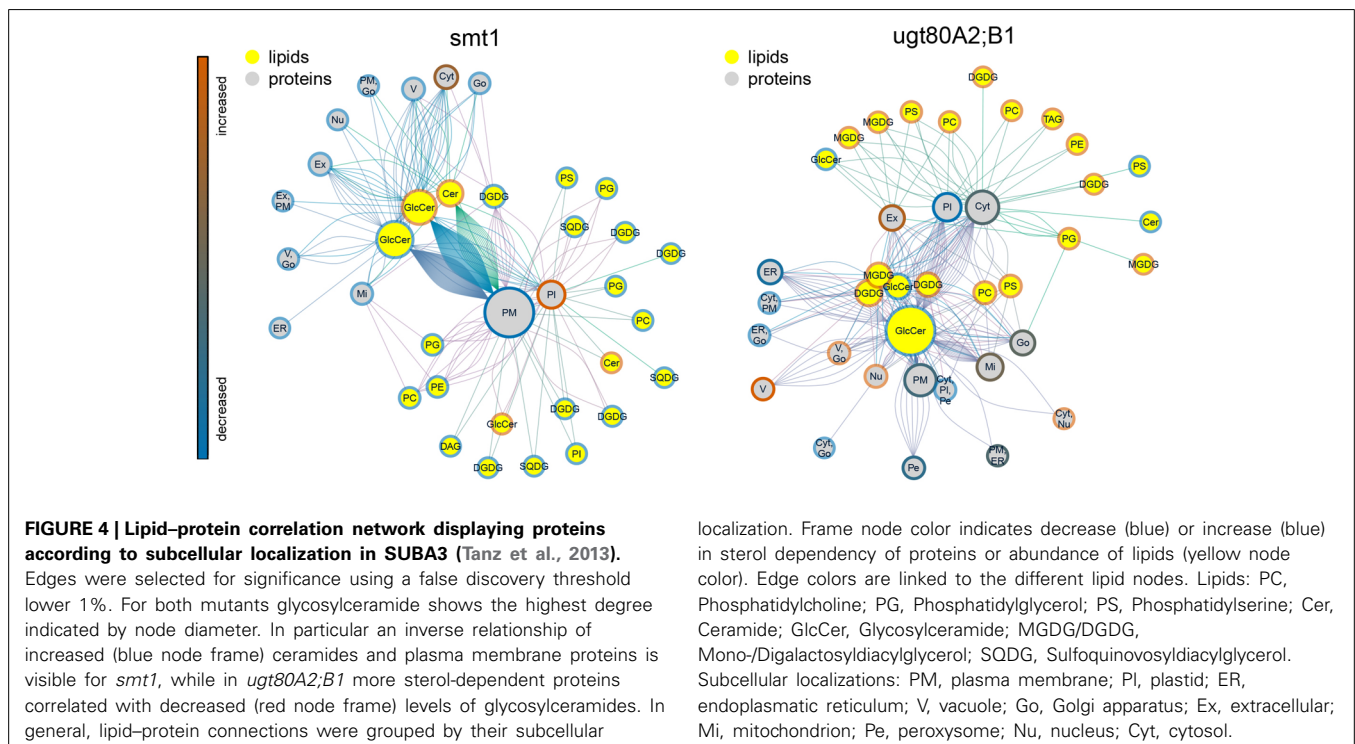 smt1
lipids
proteins
increased
decreased
PM, Go
V
Cyt
Go
Nu
Ex
Ex, PM
V, Go
Mi
ER
GlcCer
GlcCer
Cer
DGDG
PS
PG
SQDG
DGDG
DGDG
PG
PC
PM
PI
PG
PE
PC
Cer
SQDG
DGDG
DGDG
GlcCer
DAG
DGDG
SQDG
PI
ugt80A2;B1
lipids
proteins
DGDG
PC
TAG
PE
PS
PC
PS
MGDG
MGDG
GlcCer
DGDG
Cer
PG
MGDG
PI
Cyt
Ex
ER
Cyt, PM
ER, Go
V, Go
V
Nu
MGDG
DGDG
GlcCer
DGDG
PC
PS
GlcCer
Go
Mi
PM
Cyt, PI, Pe
Cyt, Nu
Cyt, Go
Pe
PM, ER
FIGURE 4 | Lipid–protein correlation network displaying proteins
according to subcellular localization in SUBA3 (Tanz et al., 2013).
Edges were selected for significance using a false discovery threshold
lower 1%. For both mutants glycosylceramide shows the highest degree
indicated by node diameter. In particular an inverse relationship of
increased (blue node frame) ceramides and plasma membrane proteins is
visible for smt1, while in ugt80A2;B1 more sterol-dependent proteins
correlated with decreased (red node frame) levels of glycosylceramides. In
general, lipid–protein connections were grouped by their subcellular
localization. Frame node color indicates decrease (blue) or increase (blue)
in sterol dependency of proteins or abundance of lipids (yellow node
color). Edge colors are linked to the different lipid nodes. Lipids: PC,
Phosphatidylcholine; PG, Phosphatidylglycerol; PS, Phosphatidylserine; Cer,
Ceramide; GlcCer, Glycosylceramide; MGDG/DGDG,
Mono-/Digalactosyldiacylglycerol; SQDG, Sulfoquinovosyldiacylglycerol.
Subcellular localizations: PM, plasma membrane; PI, plastid; ER,
endoplasmatic reticulum; V, vacuole; Go, Golgi apparatus; Ex, extracellular;
Mi, mitochondrion; Pe, peroxysome; Nu, nucleus; Cyt, cytosol.